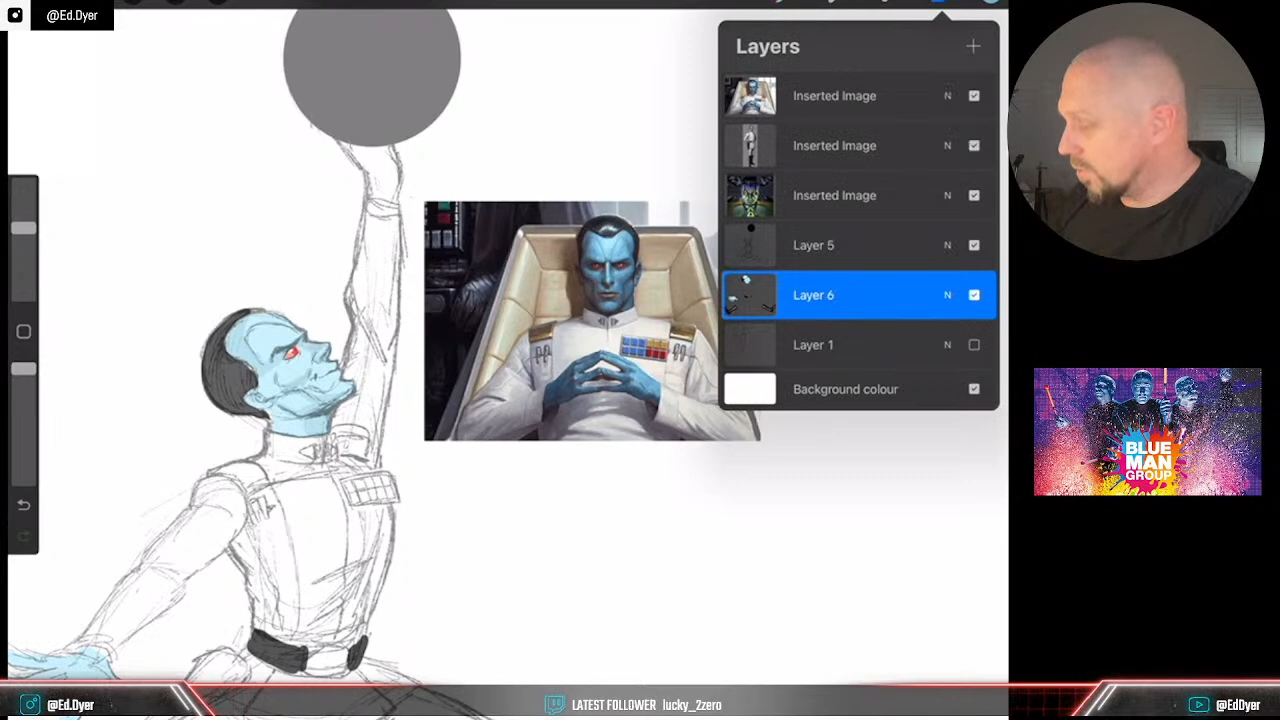 @Ed.Dyer
Layers
Inserted Image N
Inserted Image N
Inserted Image N
Layer 5 N
Layer 6 N
Layer 1 N
Background colour
BLUE
MAN
GROUP
@Ed.Dyer
LATEST FOLLOWER lucky_2zero
@EdDyer